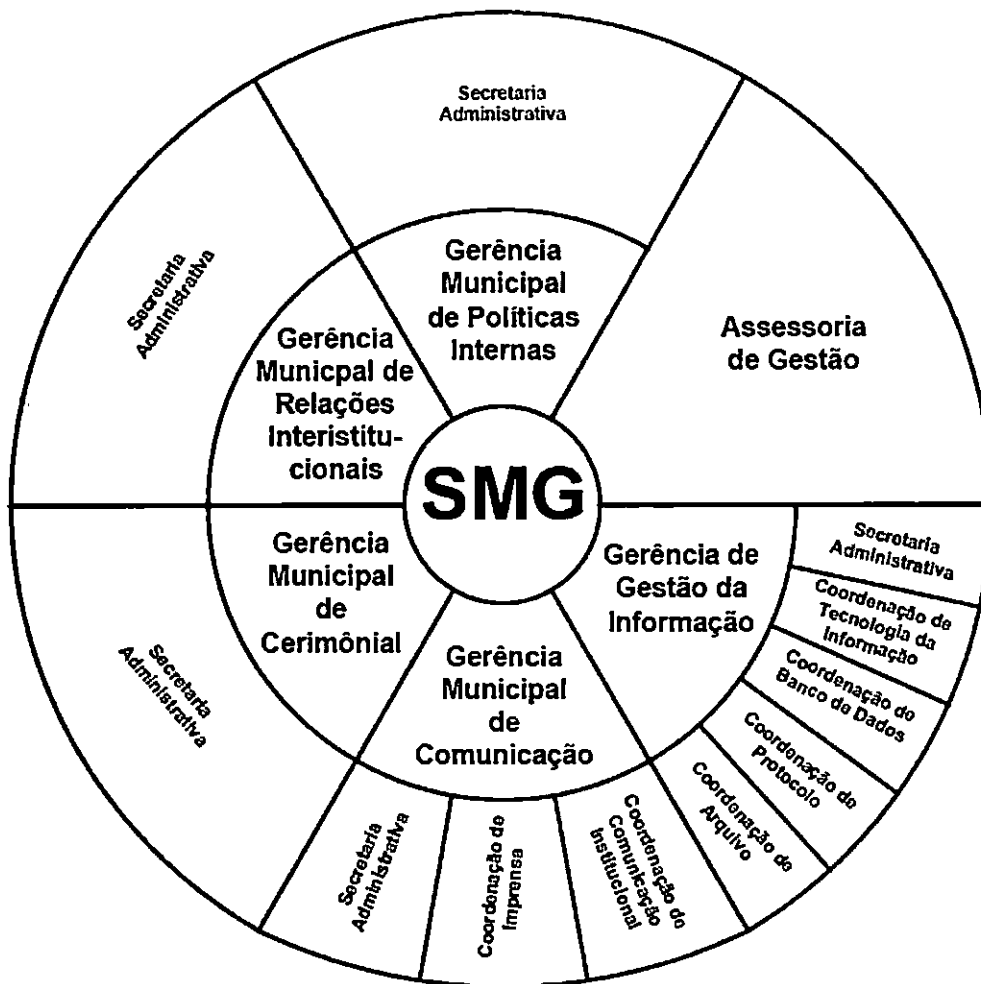 Secretaria
Administrativa
Gerência
Municipal
de Políticas
Internas
Assessoria
de Gestão
Secretaria
Administrativa
Gerência
Municpal de
Relações
Interistitu-
cionais
SMG
Gerência
Municipal
de
Cerimônial
Secretaria
Administrativa
Gerência
Municipal
de
Comunicação
Secretaria
Administrativa
Coordenação de
Imprensa
Coordenação de
Comunicação
Institucional
Gerência de
Gestão da
Informação
Secretaria
Administrativa
Coordenação de
Tecnologia da
Informação
Coordenação de
Banco de Dados
Coordenação de
Protocolo
Coordenação de
Arquivo